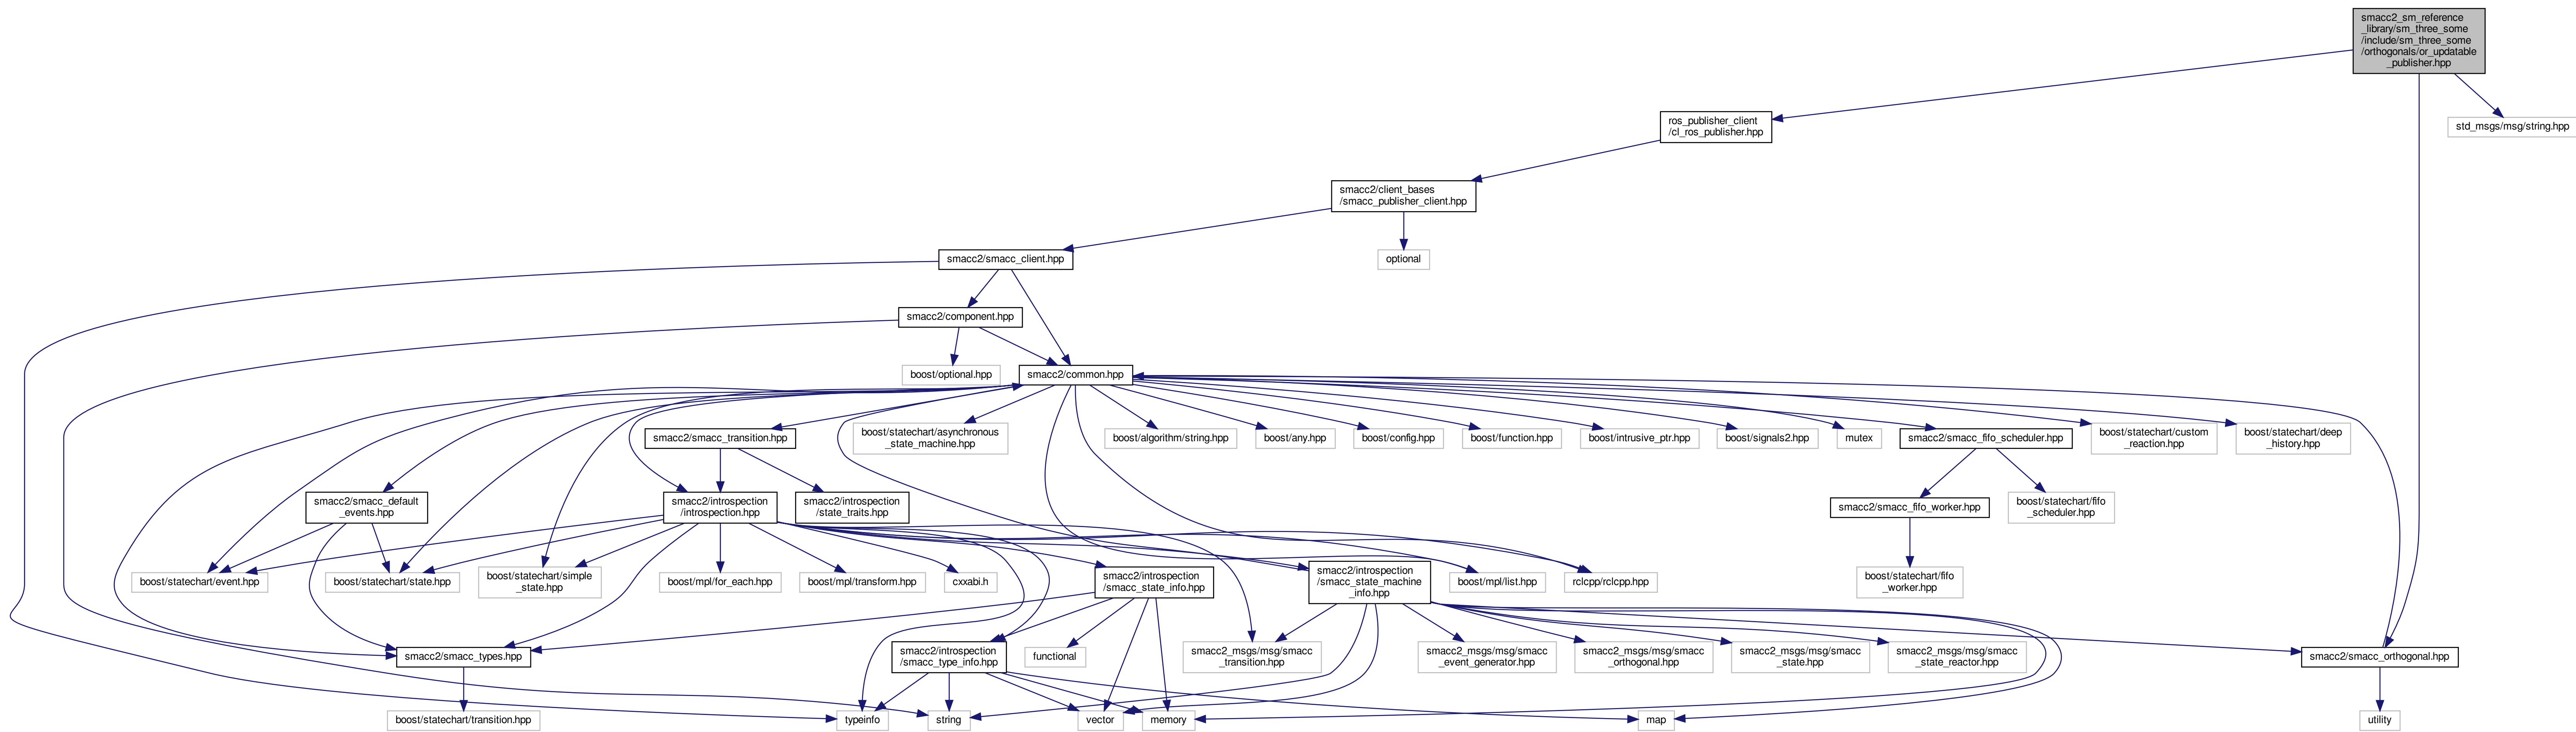 smacc2_sm_reference
_library/sm_three_some
/include/sm_three_some
/orthogonals/or_updatable
_publisher.hpp
ros_publisher_client
/cl_ros_publisher.hpp
std_msgs/msg/string.hpp
smacc2/client_bases
/smacc_publisher_client.hpp
smacc2/smacc_client.hpp
optional
smacc2/component.hpp
boost/optional.hpp
smacc2/common.hpp
smacc2/smacc_transition.hpp
boost/statechart/asynchronous
_state_machine.hpp
boost/algorithm/string.hpp
boost/any.hpp
boost/config.hpp
boost/function.hpp
boost/intrusive_ptr.hpp
boost/signals2.hpp
mutex
smacc2/smacc_fifo_scheduler.hpp
boost/statechart/custom
_reaction.hpp
boost/statechart/deep
_history.hpp
smacc2/smacc_default
_events.hpp
smacc2/introspection
/introspection.hpp
smacc2/introspection
/state_traits.hpp
smacc2/smacc_fifo_worker.hpp
boost/statechart/fifo
_scheduler.hpp
boost/statechart/event.hpp
boost/statechart/state.hpp
boost/statechart/simple
_state.hpp
boost/mpl/for_each.hpp
boost/mpl/transform.hpp
cxxabi.h
smacc2/introspection
/smacc_state_info.hpp
smacc2/introspection
/smacc_state_machine
_info.hpp
boost/mpl/list.hpp
rclcpp/rclcpp.hpp
boost/statechart/fifo
_worker.hpp
smacc2/smacc_types.hpp
smacc2/introspection
/smacc_type_info.hpp
functional
smacc2_msgs/msg/smacc
_transition.hpp
smacc2_msgs/msg/smacc
_event_generator.hpp
smacc2_msgs/msg/smacc
_orthogonal.hpp
smacc2_msgs/msg/smacc
_state.hpp
smacc2_msgs/msg/smacc
_state_reactor.hpp
smacc2/smacc_orthogonal.hpp
boost/statechart/transition.hpp
typeinfo
string
vector
memory
map
utility